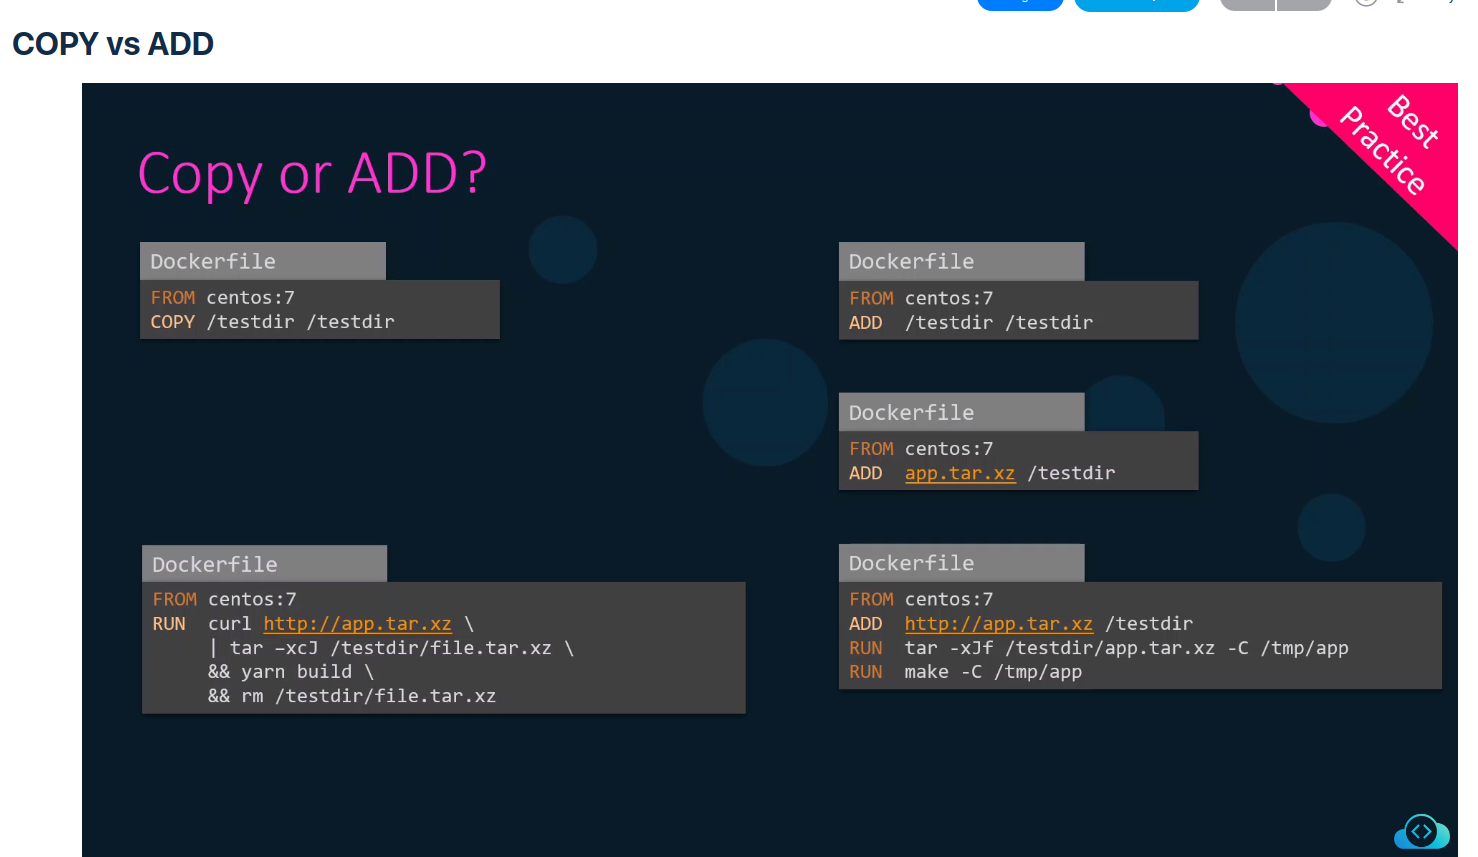 COPY vs ADD
Best
Practice
Copy or ADD?
Dockerfile
FROM centos:7
COPY /testdir /testdir
Dockerfile
FROM centos:7
ADD /testdir /testdir
Dockerfile
FROM centos:7
ADD app.tar.xz /testdir
Dockerfile
FROM centos:7
RUN curl http://app.tar.xz \
| tar –xcJ /testdir/file.tar.xz \
&& yarn build \
&& rm /testdir/file.tar.xz
Dockerfile
FROM centos:7
ADD http://app.tar.xz /testdir
RUN tar -xJf /testdir/app.tar.xz -C /tmp/app
RUN make -C /tmp/app